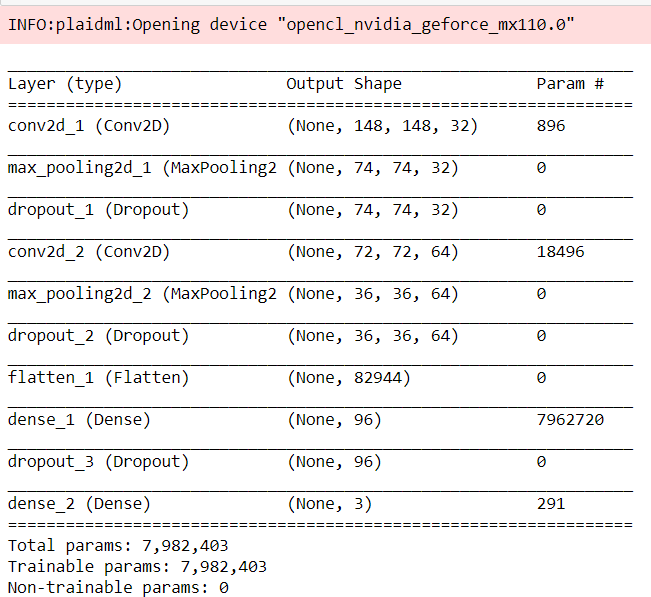 INFO:plaidml:Opening device "opencl_nvidia_geforce_mx110.0"
_________________________________________________________________
Layer (type)                 Output Shape              Param #
=================================================================
conv2d_1 (Conv2D)            (None, 148, 148, 32)      896
_________________________________________________________________
max_pooling2d_1 (MaxPooling2 (None, 74, 74, 32)        0
_________________________________________________________________
dropout_1 (Dropout)          (None, 74, 74, 32)        0
_________________________________________________________________
conv2d_2 (Conv2D)            (None, 72, 72, 64)        18496
_________________________________________________________________
max_pooling2d_2 (MaxPooling2 (None, 36, 36, 64)        0
_________________________________________________________________
dropout_2 (Dropout)          (None, 36, 36, 64)        0
_________________________________________________________________
flatten_1 (Flatten)          (None, 82944)             0
_________________________________________________________________
dense_1 (Dense)              (None, 96)                7962720
_________________________________________________________________
dropout_3 (Dropout)          (None, 96)                0
_________________________________________________________________
dense_2 (Dense)              (None, 3)                 291
=================================================================
Total params: 7,982,403
Trainable params: 7,982,403
Non-trainable params: 0